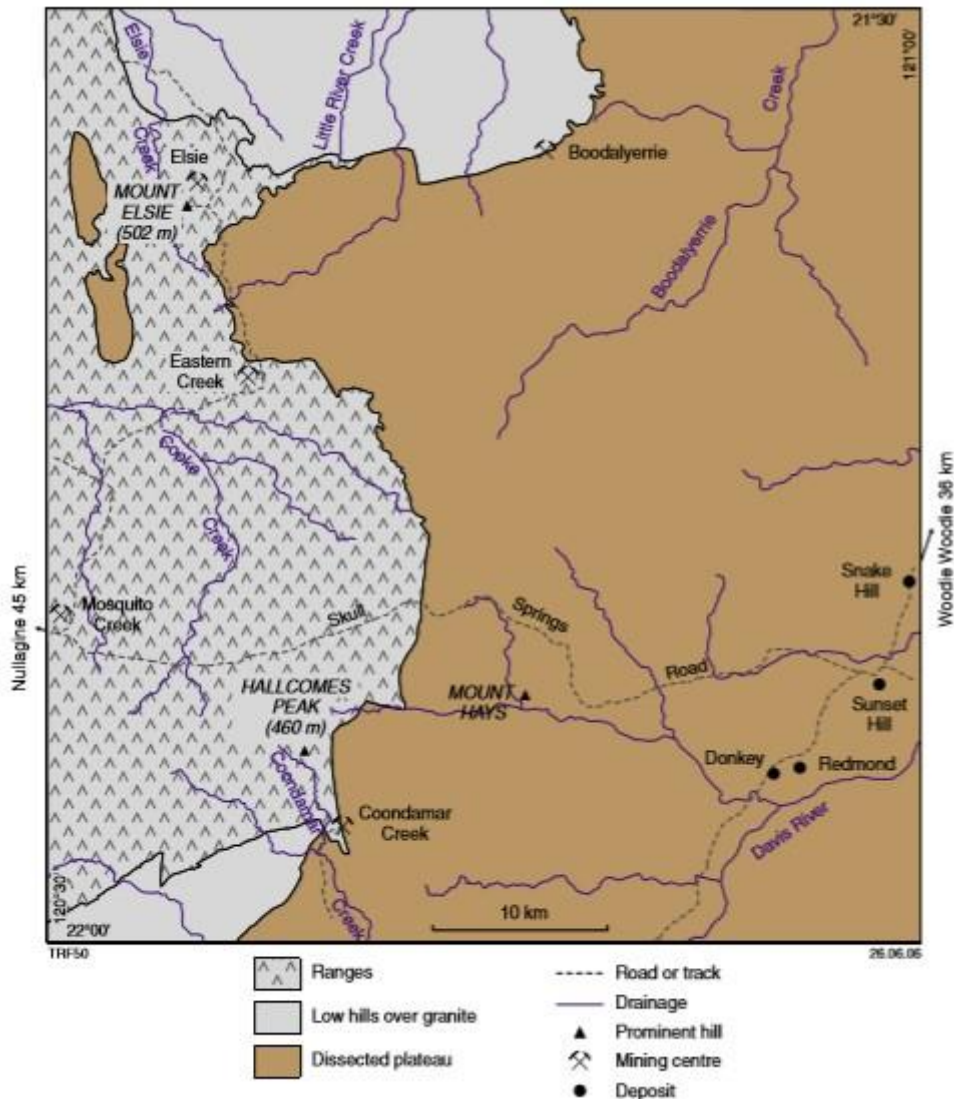 21°30'
121°00'
Elsie
Creek
Little River Creek
Creek
Boodalyerrie
Elsie
Boodalyerrie
MOUNT
ELSIE
(502 m)
Eastern
Creek
Cooke
Creek
Woodie Woodie 36 km
Snake
Hill
Nullagine 45 km
Mosquito
Creek
Skull
Springs
Road
HALLCOMES
PEAK
(460 m)
MOUNT
HAYS
Sunset
Hill
Donkey
Redmond
Coondamar
Creek
Coondamar
Creek
Davis River
120°30'
22°00'
10 km
TRF50
26.06.06
Ranges
Low hills over granite
Dissected plateau
Road or track
Drainage
Prominent hill
Mining centre
Deposit